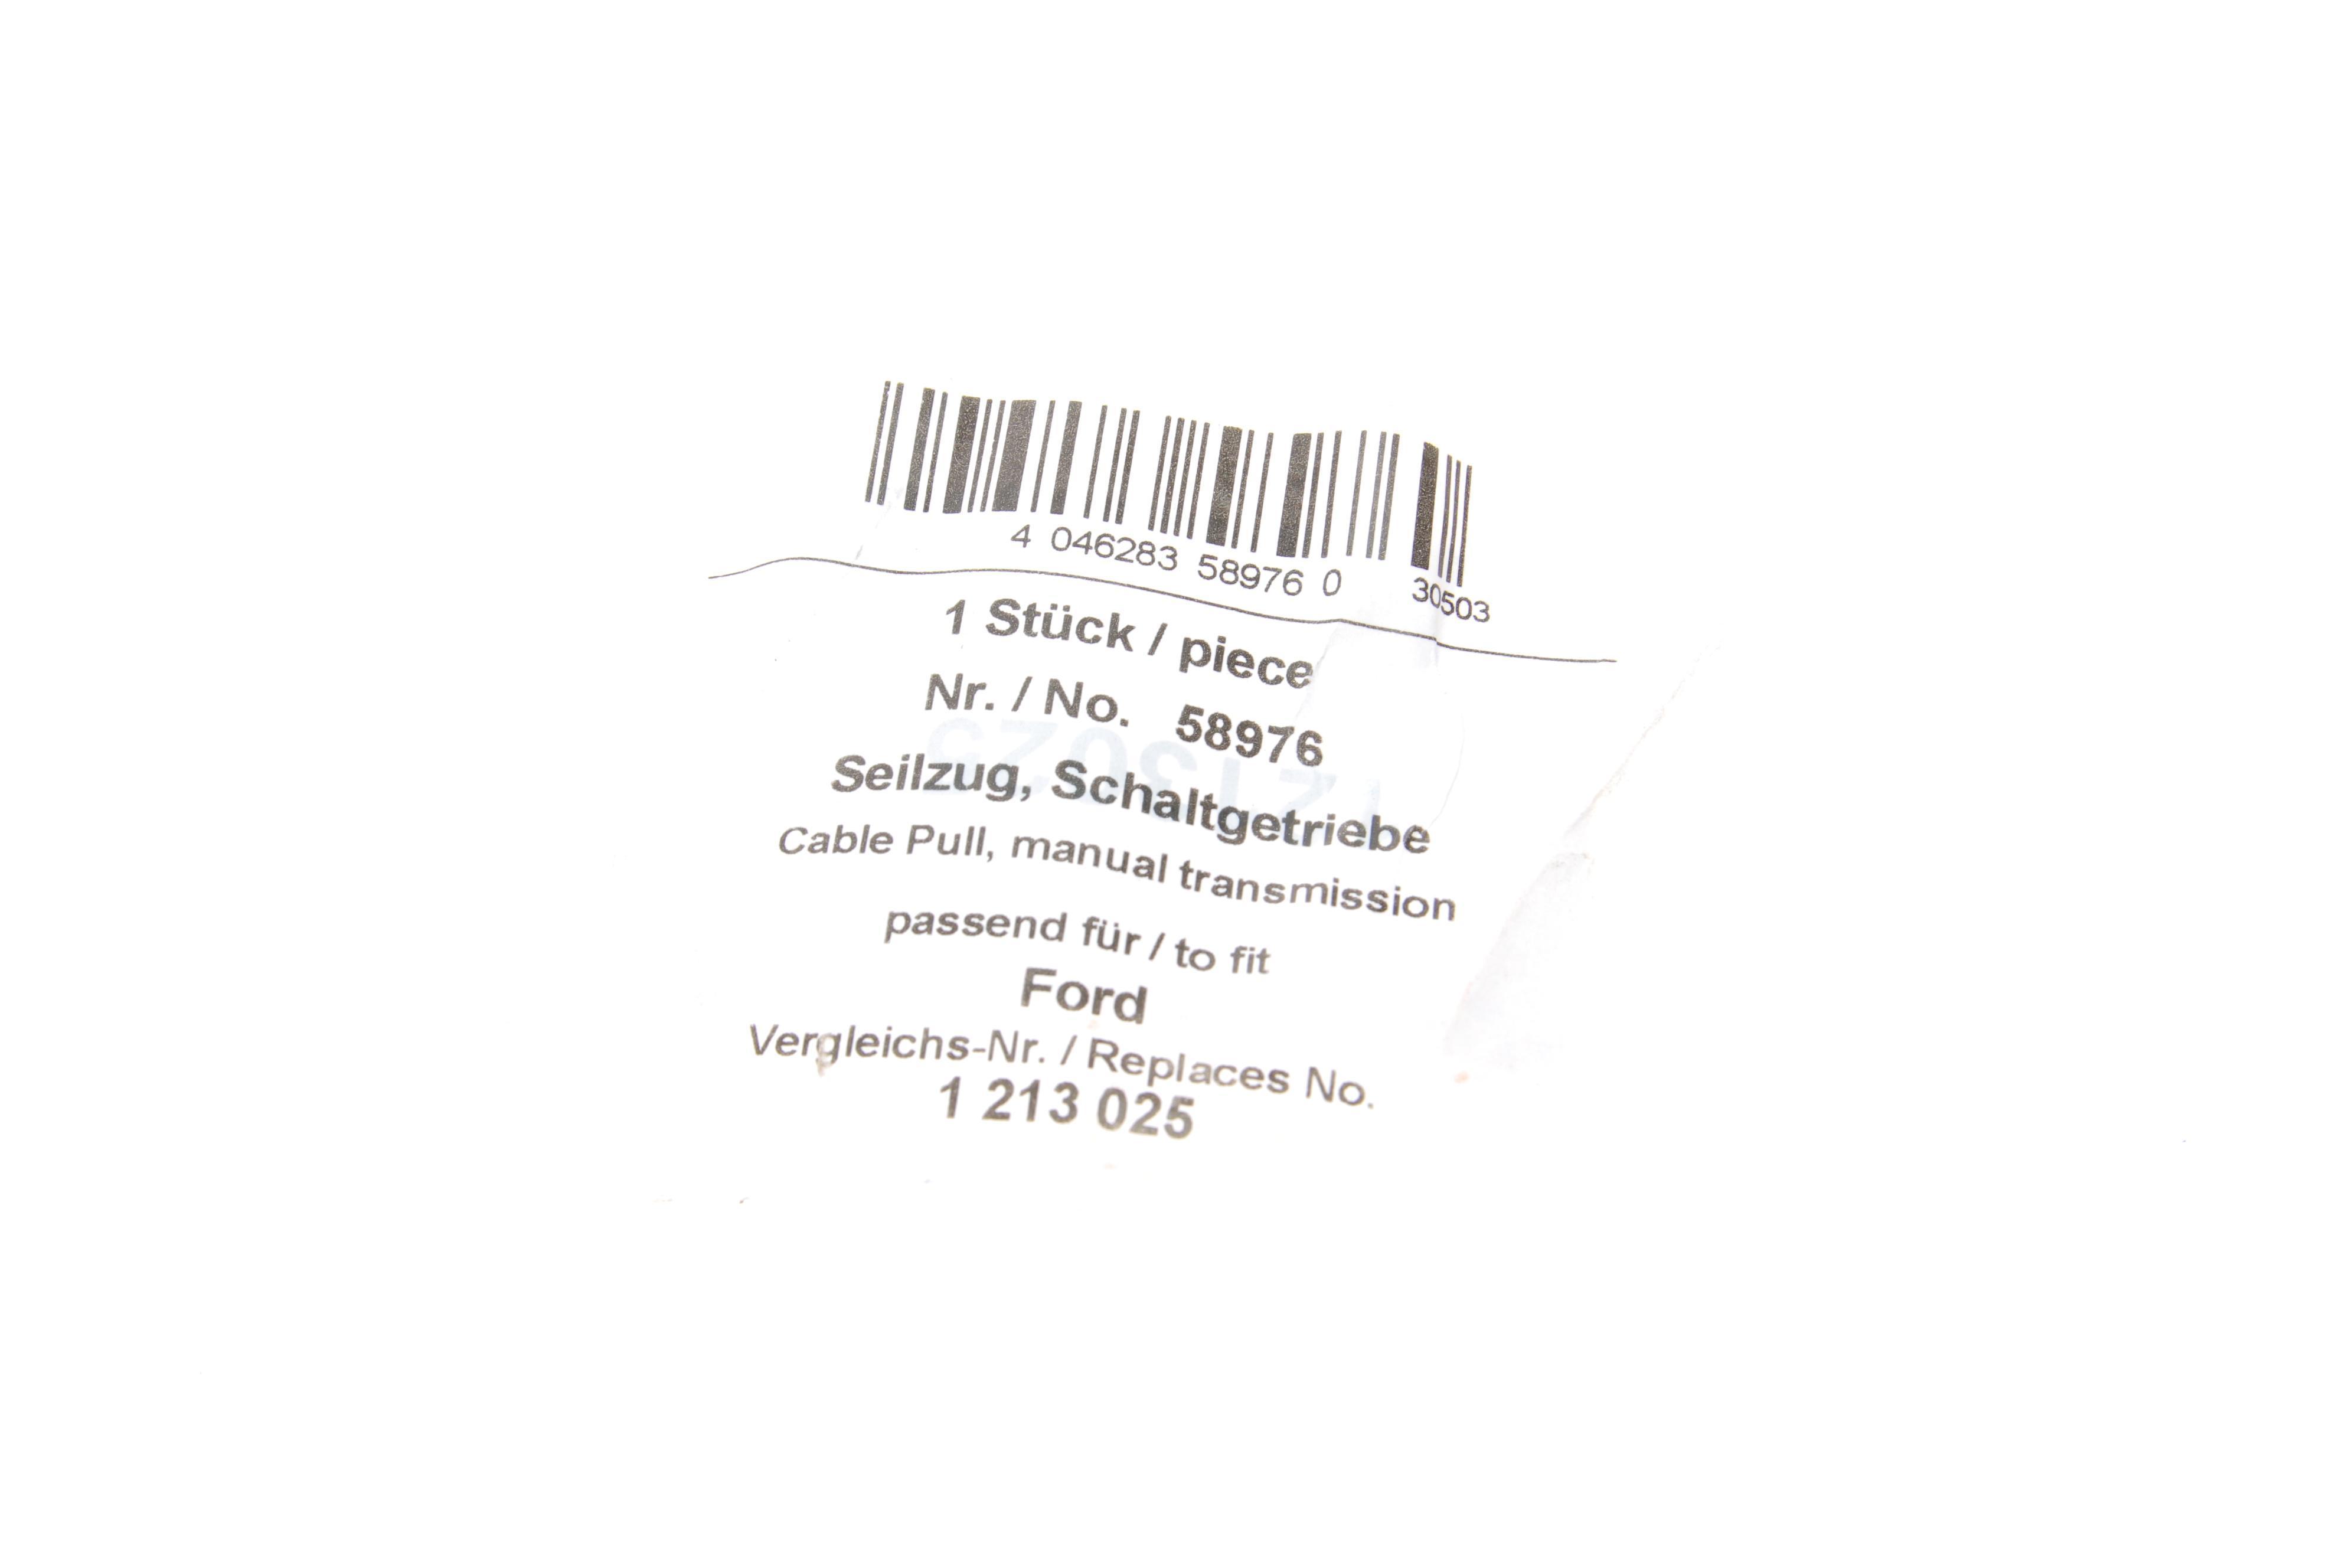 4 046283 58976 0 30503
1 Stück / piece
Nr. / No. 58976
Seilzug, Schaltgetriebe
Cable Pull, manual transmission
passend für / to fit
Ford
Vergleichs-Nr. / Replaces No.
1 213 025
1213025